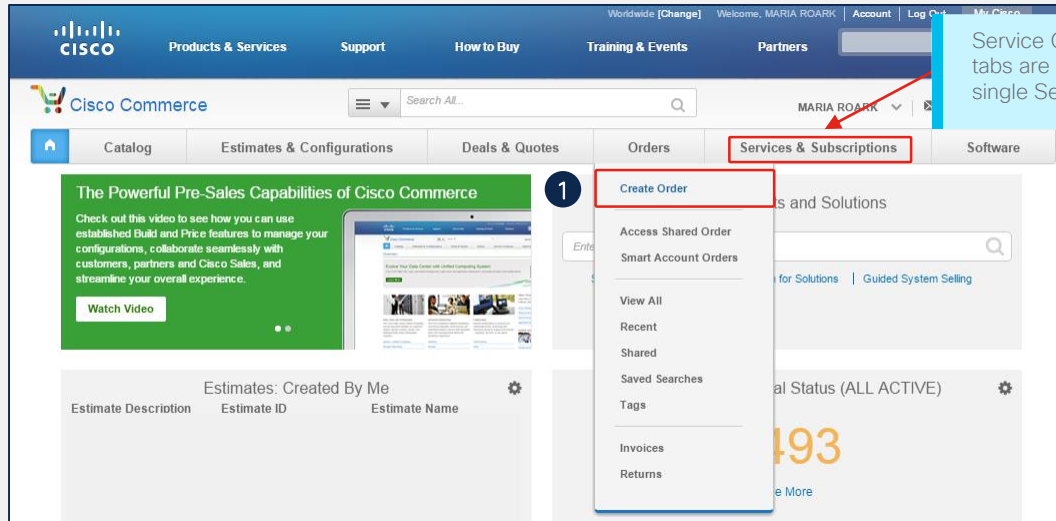 Worldwide [Change] Welcome, MARIA ROARK Account Log Out My Cisco
CISCO
Products & Services Support How to Buy Training & Events Partners
Service
tabs are
single
Cisco Commerce
Search All...
MARIA ROARK
Catalog Estimates & Configurations Deals & Quotes Orders Services & Subscriptions Software
The Powerful Pre-Sales Capabilities of Cisco Commerce
Check out this video to see how you can use
established Build and Price features to manage your
configurations, collaborate seamlessly with
customers, partners and Cisco Sales, and
streamline your overall experience.
Watch Video
1
Create Order
Access Shared Order
Smart Account Orders
View All
Recent
Shared
Saved Searches
Tags
Invoices
Returns
and Solutions
for Solutions Guided System Selling
Estimates: Created By Me
Estimate Description Estimate ID Estimate Name
Status (ALL ACTIVE)
493
More